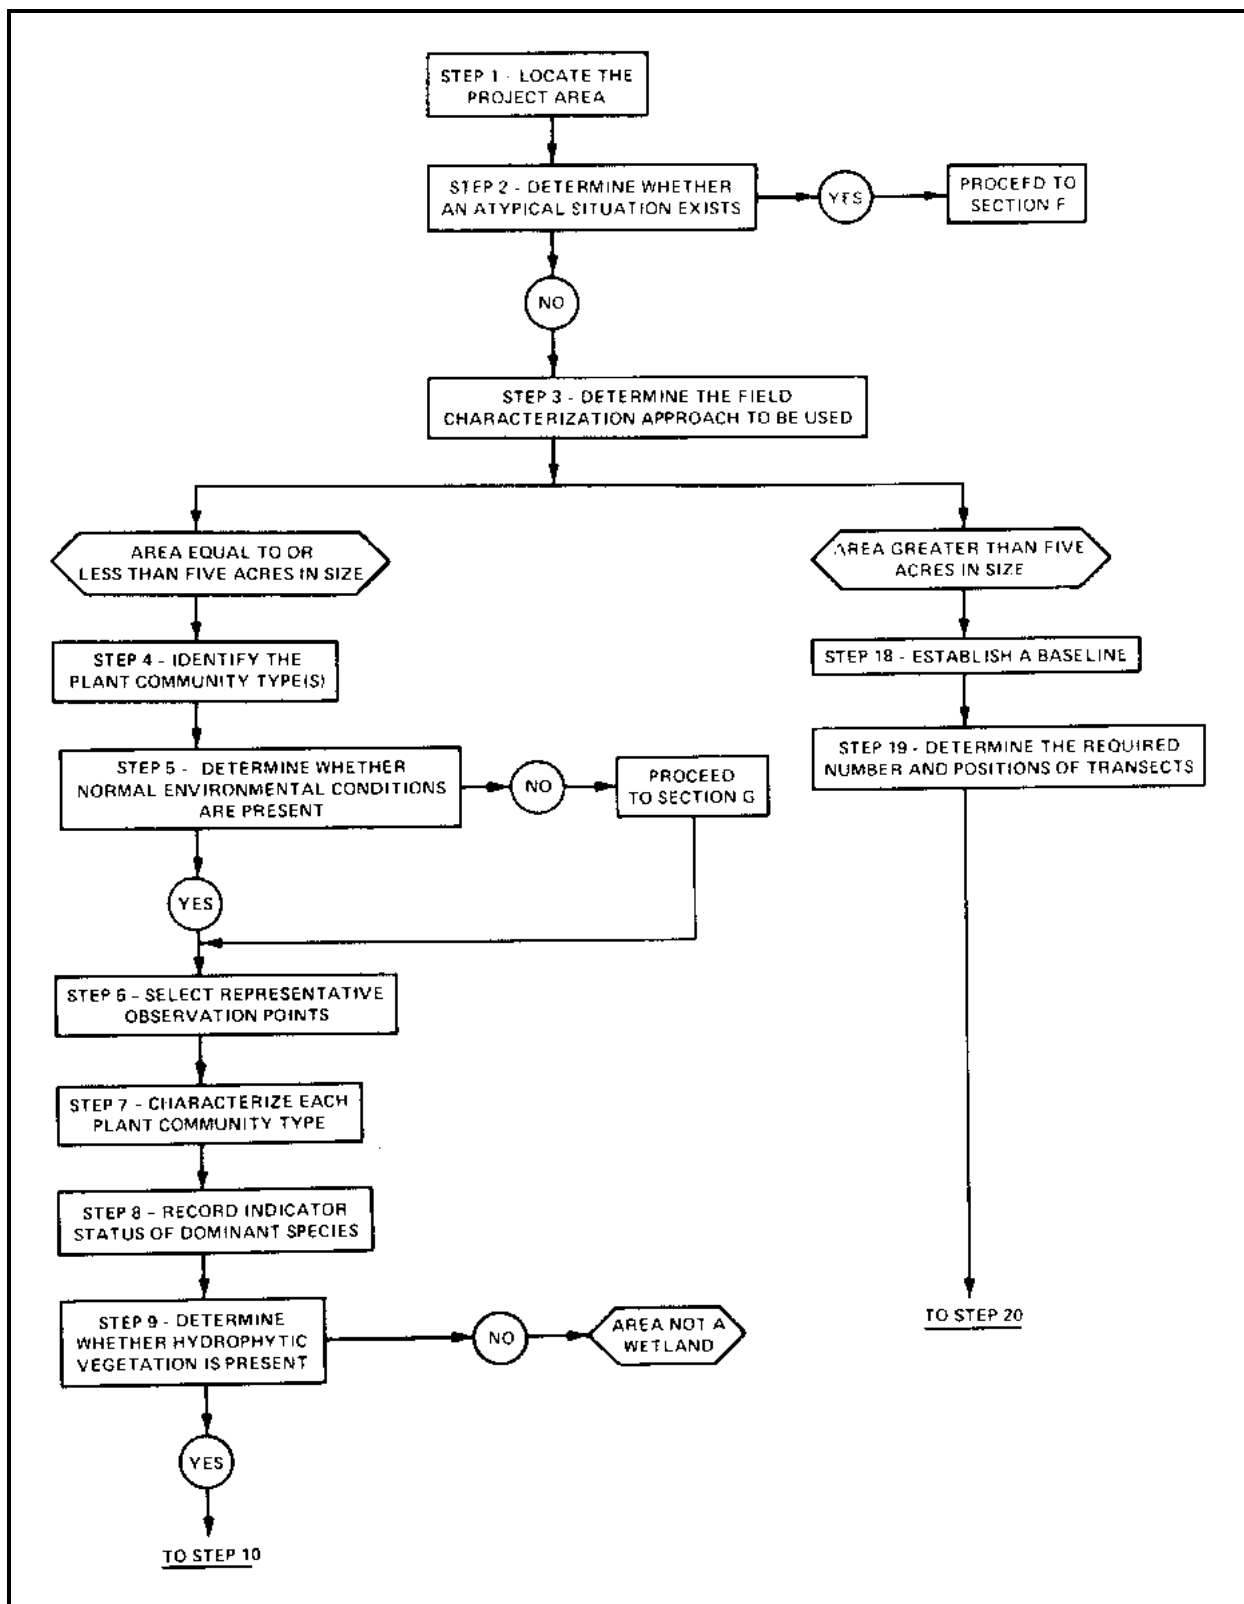 STEP 1 - LOCATE THE
PROJECT AREA
STEP 2 - DETERMINE WHETHER
AN ATYPICAL SITUATION EXISTS
YES
PROCEED TO
SECTION F
NO
STEP 3 - DETERMINE THE FIELD
CHARACTERIZATION APPROACH TO BE USED
AREA EQUAL TO OR
LESS THAN FIVE ACRES IN SIZE
STEP 4 - IDENTIFY THE
PLANT COMMUNITY TYPE(S)
STEP 5 - DETERMINE WHETHER
NORMAL ENVIRONMENTAL CONDITIONS
ARE PRESENT
NO
PROCEED
TO SECTION G
YES
STEP 6 - SELECT REPRESENTATIVE
OBSERVATION POINTS
STEP 7 - CHARACTERIZE EACH
PLANT COMMUNITY TYPE
STEP 8 - RECORD INDICATOR
STATUS OF DOMINANT SPECIES
STEP 9 - DETERMINE
WHETHER HYDROPHYTIC
VEGETATION IS PRESENT
NO
AREA NOT A
WETLAND
YES
TO STEP 10
AREA GREATER THAN FIVE
ACRES IN SIZE
STEP 18 - ESTABLISH A BASELINE
STEP 19 - DETERMINE THE REQUIRED
NUMBER AND POSITIONS OF TRANSECTS
TO STEP 20